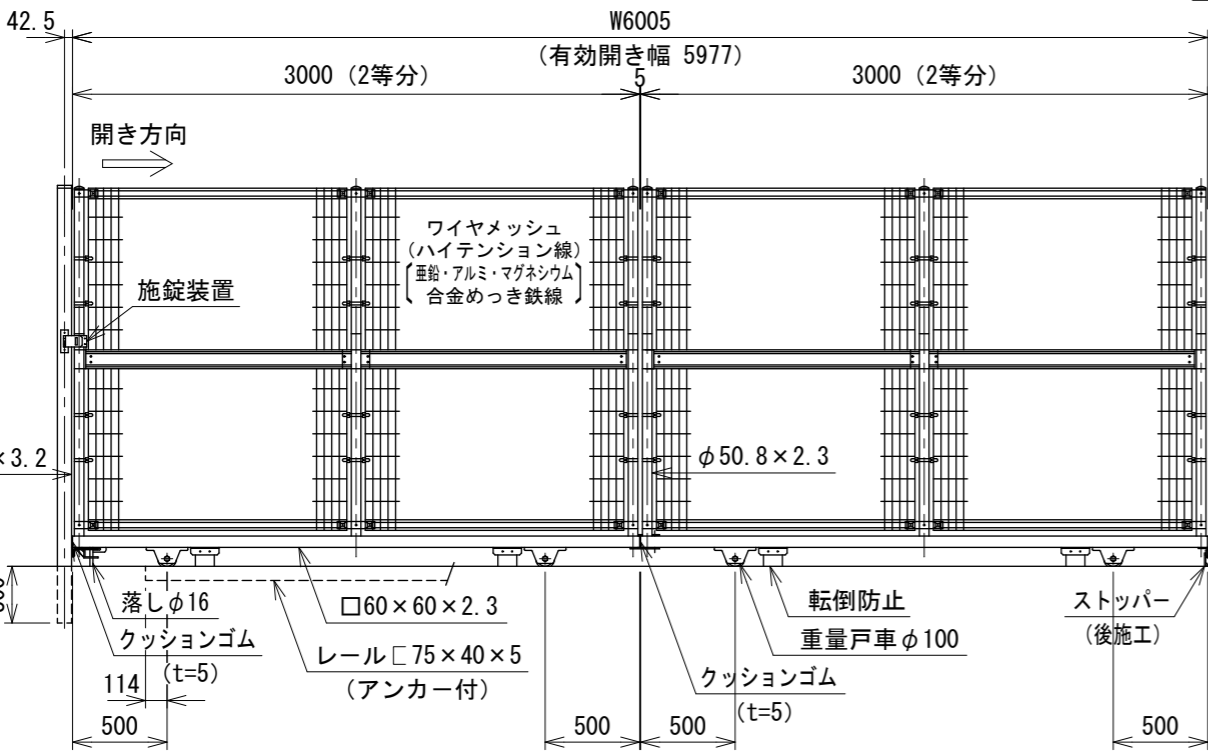 42.5
W6005
(有効開き幅 5977)
3000 (2等分)
5
3000 (2等分)
開き方向
ワイヤメッシュ
(ハイテンション線)
亜鉛・アルミ・マグネシウム
合金めっき鉄線
施錠装置
×3.2
φ50.8×2.3
落しφ16
□60×60×2.3
転倒防止
ストッパー
(後施工)
クッションゴム
(t=5)
レール⊏75×40×5
(アンカー付)
重量戸車φ100
クッションゴム
(t=5)
114
500
500
500
500